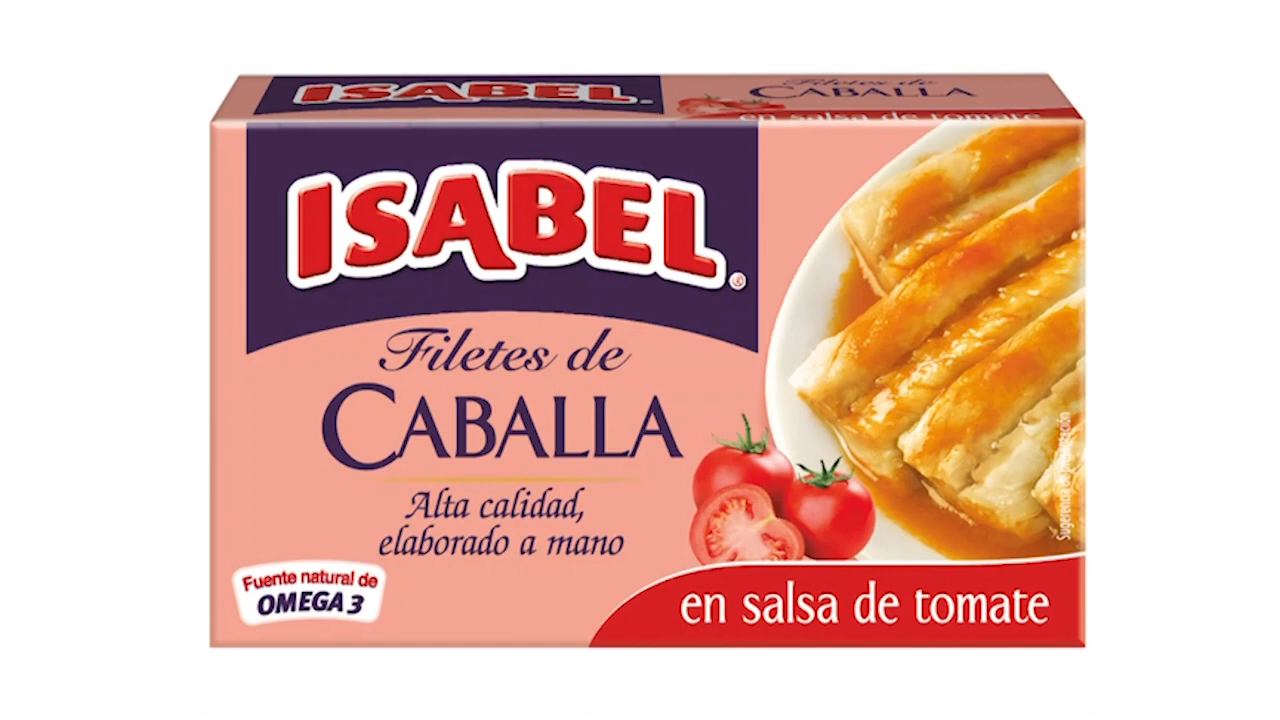 ISABEL
Filetes de
CABALLA
en salsa de tomate
ISABEL®
Filetes de
CABALLA
Alta calidad,
elaborado a mano
Fuente natural de
OMEGA 3
en salsa de tomate